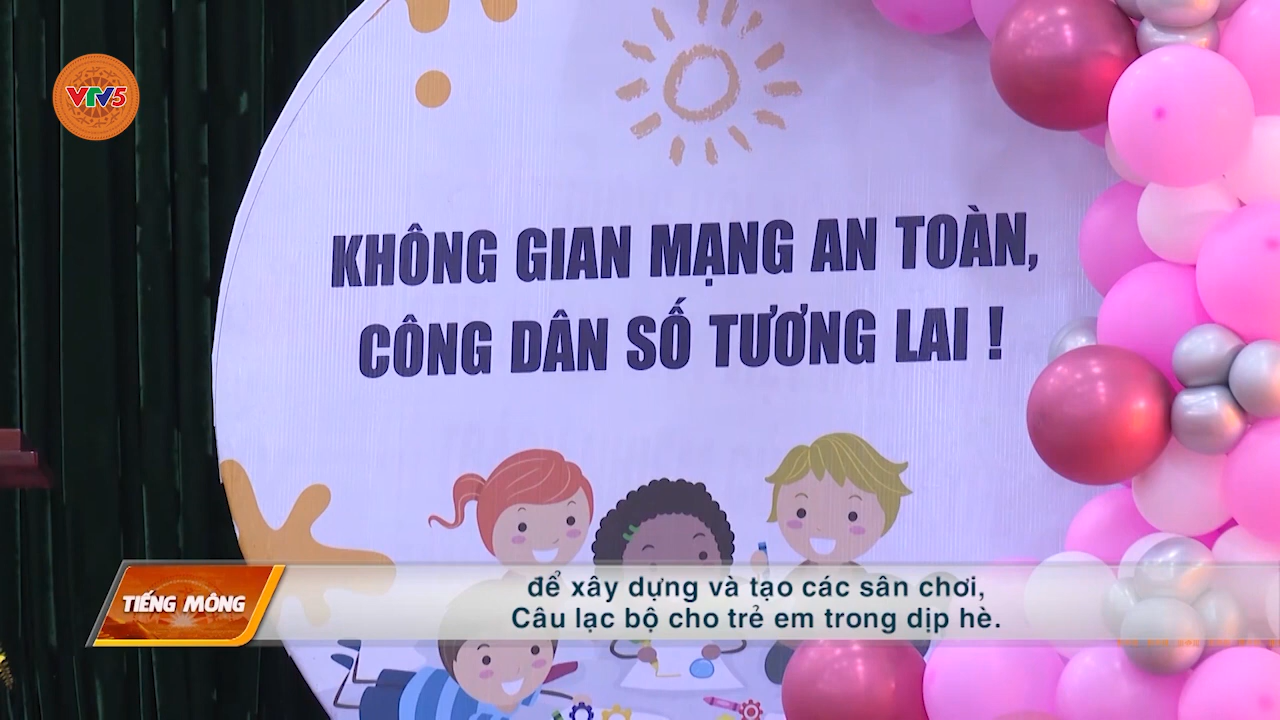 VTV5
KHÔNG GIAN MẠNG AN TOÀN,
CÔNG DÂN SỐ TƯƠNG LAI !
TIẾNG MÔNG
để xây dựng và tạo các sân chơi,
Câu lạc bộ cho trẻ em trong dịp hè.